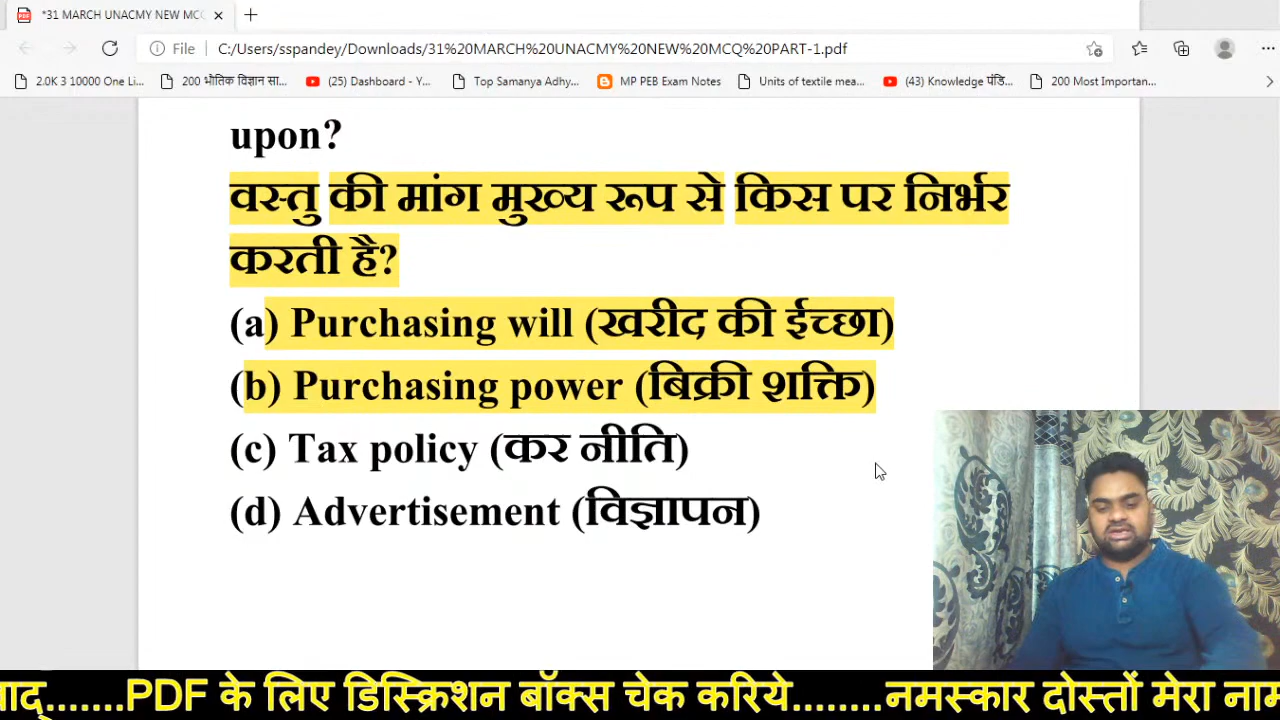 *31 MARCH UNACMY NEW MCQ
File C:/Users/sspandey/Downloads/31%20MARCH%20UNACMY%20NEW%20MCQ%20PART-1.pdf
2.0K 3 10000 One Li... 200 भौतिक विज्ञान सा... (25) Dashboard - Y... Top Samanya Adhy... MP PEB Exam Notes Units of textile mea... (43) Knowledge पंडि... 200 Most Importan...
upon?
वस्तु की मांग मुख्य रूप से किस पर निर्भर
करती है?
(a) Purchasing will (खरीद की ईच्छा)
(b) Purchasing power (बिक्री शक्ति)
(c) Tax policy (कर नीति)
(d) Advertisement (विज्ञापन)
वाद्.......PDF के लिए डिस्क्रिशन बॉक्स चेक करिये........नमस्कार दोस्तों मेरा नाम